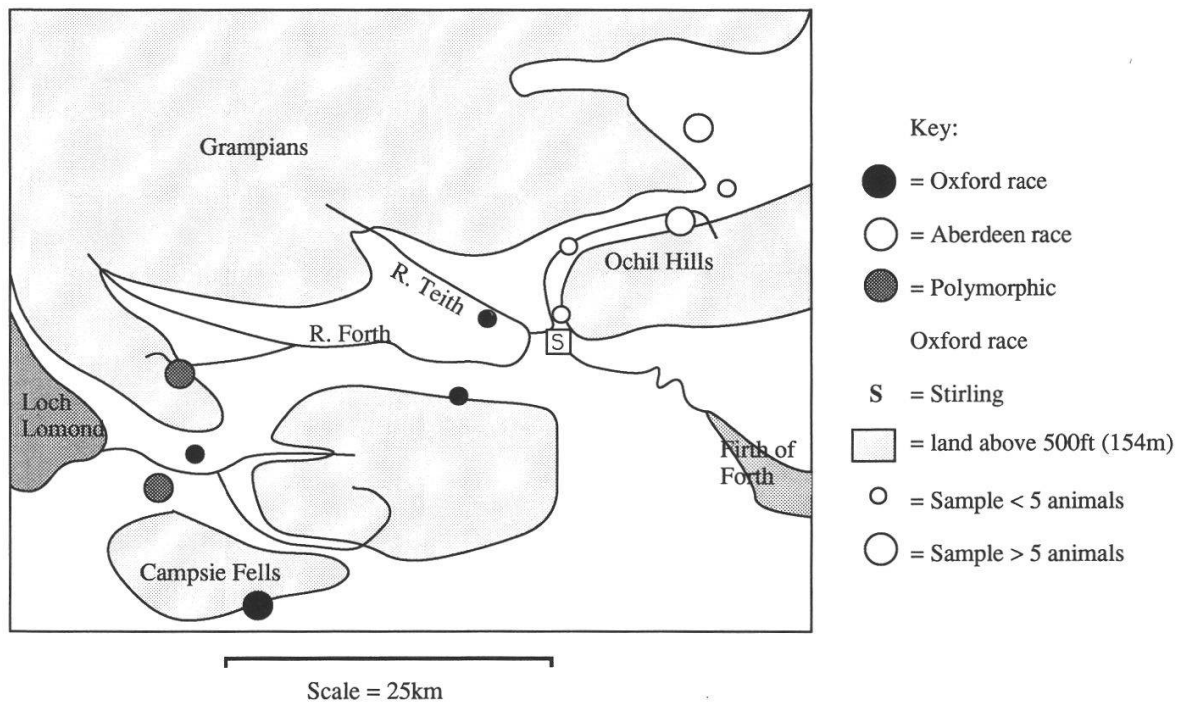 Grampians
Ochil Hills
R. Teith
R. Forth
S
Loch
Lomond
Firth of
Forth
Campsie Fells
Scale = 25km
Key:
= Oxford race
= Aberdeen race
= Polymorphic
Oxford race
S = Stirling
= land above 500ft (154m)
= Sample < 5 animals
= Sample > 5 animals